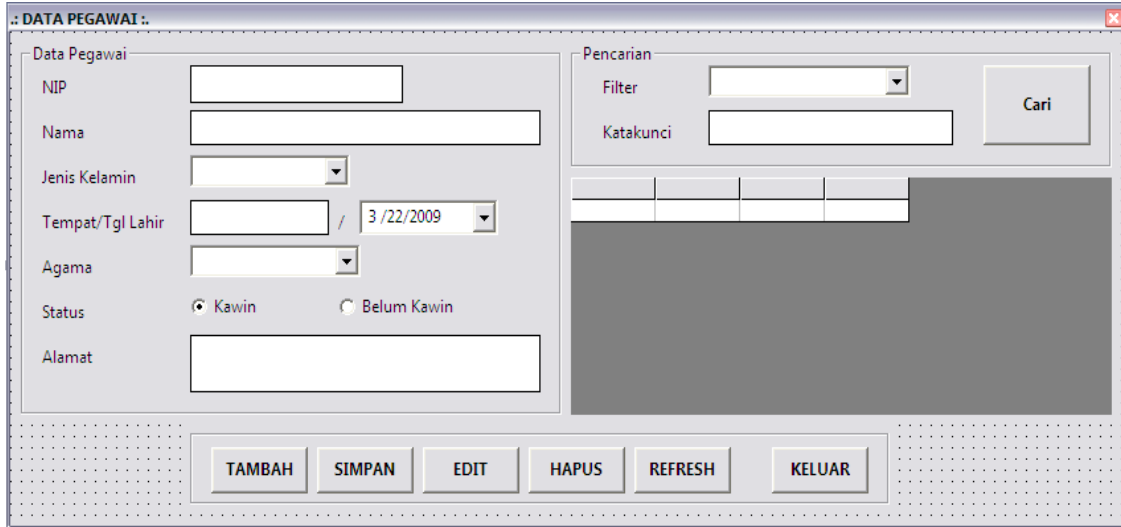 .: DATA PEGAWAI :.
Data Pegawai
NIP
Nama
Jenis Kelamin
Tempat/Tgl Lahir / 3 /22/2009
Agama
Status Kawin Belum Kawin
Alamat
Pencarian
Filter
Katakunci
Cari
TAMBAH SIMPAN EDIT HAPUS REFRESH KELUAR